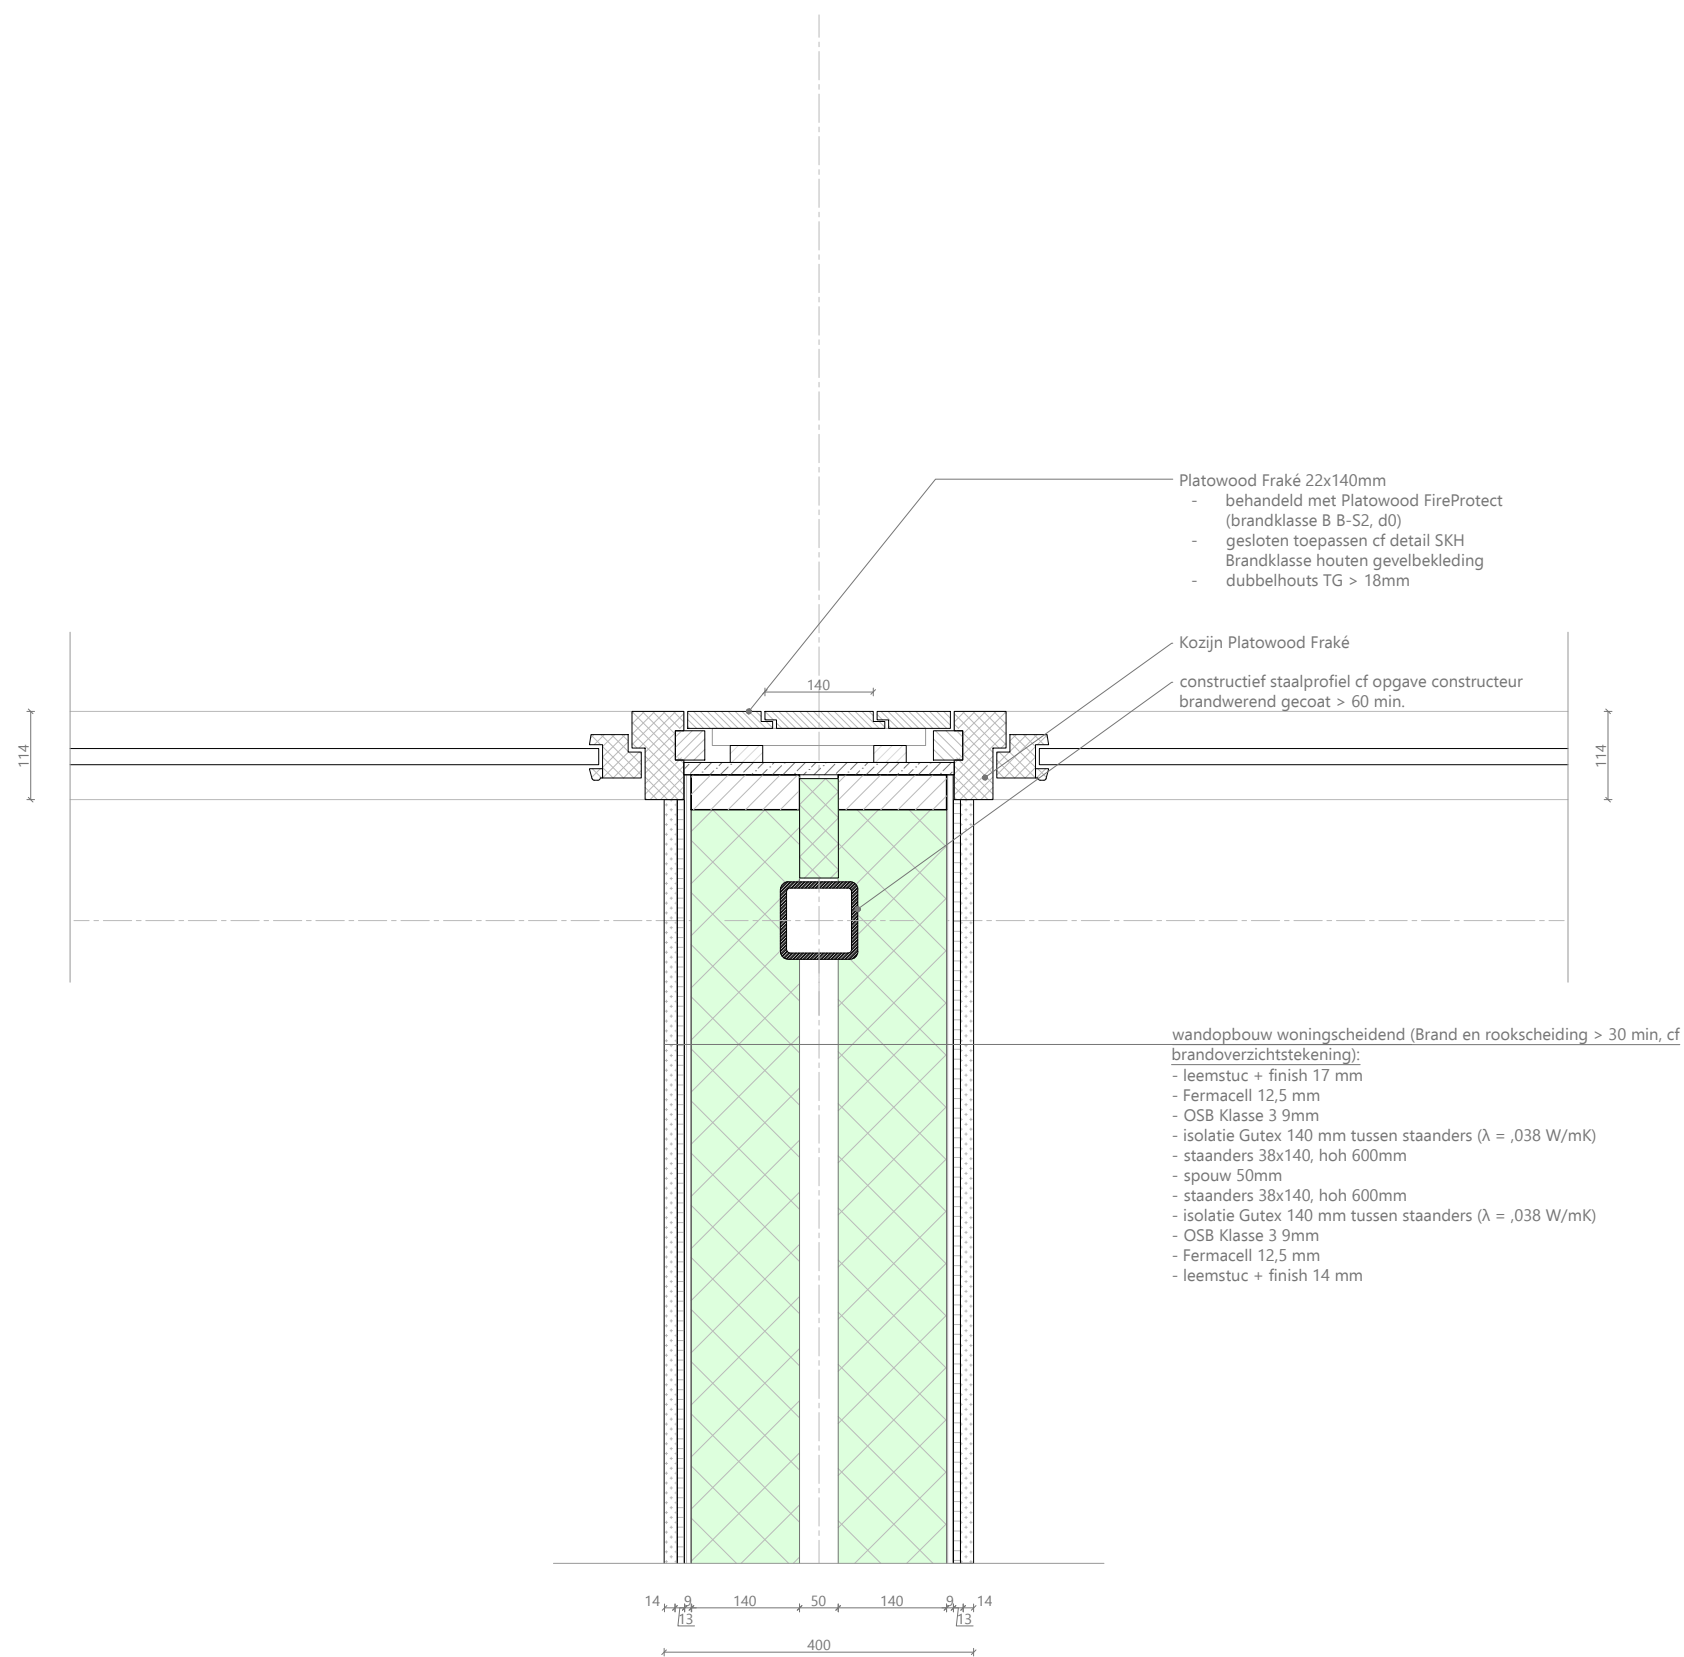 Platowood Fraké 22x140mm
- behandeld met Platowood FireProtect
(brandklasse B B-S2, d0)
- gesloten toepassen cf detail SKH
Brandklasse houten gevelbekleding
- dubbelhouts TG > 18mm
Kozijn Platowood Fraké
constructief staalprofiel cf opgave constructeur
brandwerend gecoat > 60 min.
140
114
114
wandopbouw woningscheidend (Brand en rookscheiding > 30 min, cf
brandoverzichtstekening):
- leemstuc + finish 17 mm
- Fermacell 12,5 mm
- OSB Klasse 3 9mm
- isolatie Gutex 140 mm tussen staanders (λ = ,038 W/mK)
- staanders 38x140, hoh 600mm
- spouw 50mm
- staanders 38x140, hoh 600mm
- isolatie Gutex 140 mm tussen staanders (λ = ,038 W/mK)
- OSB Klasse 3 9mm
- Fermacell 12,5 mm
- leemstuc + finish 14 mm
14 9 140 50 140 9 14
13 13
400